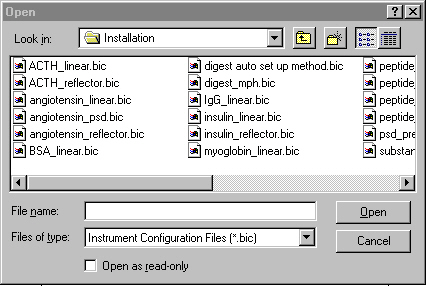 Open
Look in:
Installation
ACTH_linear.bic
ACTH_reflector.bic
angiotensin_linear.bic
angiotensin_psd.bic
angiotensin_reflector.bic
BSA_linear.bic
digest auto set up method.bic
digest_mph.bic
IgG_linear.bic
insulin_linear.bic
insulin_reflector.bic
myoglobin_linear.bic
peptide
peptide
peptide
peptide
psd_pre
substan
File name:
Open
Files of type:
Instrument Configuration Files (*.bic)
Cancel
Open as read-only